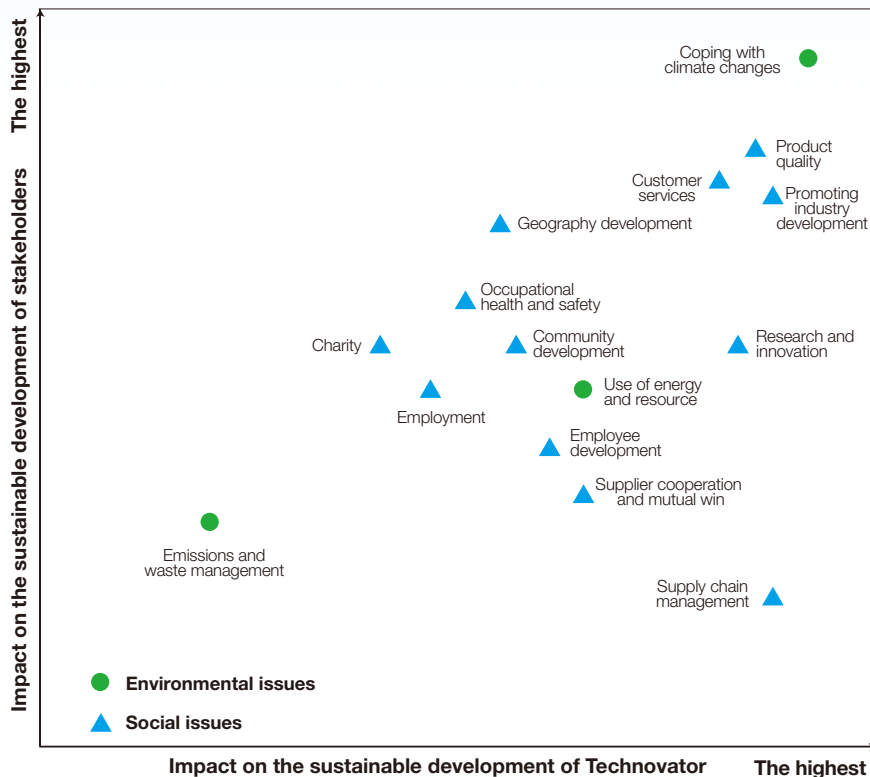 The highest
Impact on the sustainable development of stakeholders
Coping with
climate changes
Product
quality
Customer
services
Promoting
industry
development
Geography development
Occupational
health and safety
Charity
Community
development
Research and
innovation
Use of energy
and resource
Employment
Employee
development
Supplier cooperation
and mutual win
Emissions and
waste management
Supply chain
management
Environmental issues
Social issues
Impact on the sustainable development of Technovator
The highest